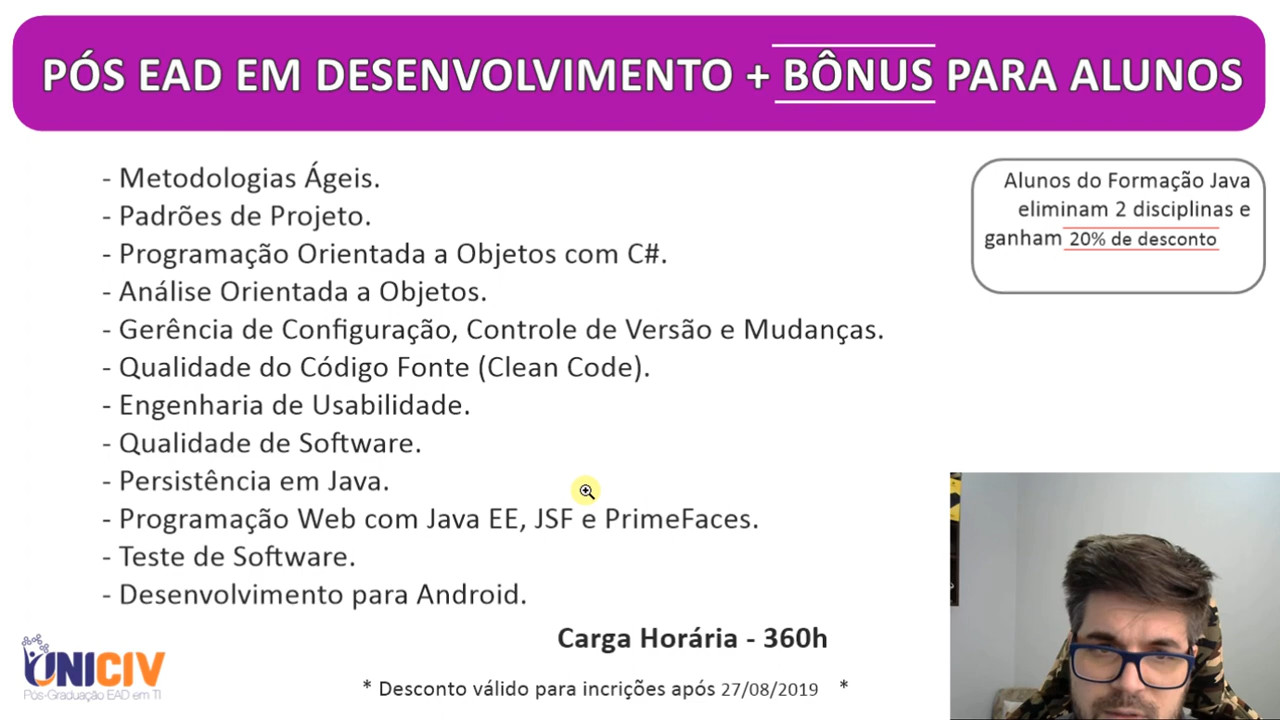 PÓS EAD EM DESENVOLVIMENTO + BÔNUS PARA ALUNOS
- Metodologias Ágeis.
- Padrões de Projeto.
- Programação Orientada a Objetos com C#.
- Análise Orientada a Objetos.
- Gerência de Configuração, Controle de Versão e Mudanças.
- Qualidade do Código Fonte (Clean Code).
- Engenharia de Usabilidade.
- Qualidade de Software.
- Persistência em Java.
- Programação Web com Java EE, JSF e PrimeFaces.
- Teste de Software.
- Desenvolvimento para Android.
Alunos do Formação Java
eliminam 2 disciplinas e
ganham 20% de desconto
Carga Horária - 360h
* Desconto válido para incrições após 27/08/2019 *
UNICIV
Pós-Graduação EAD em TI